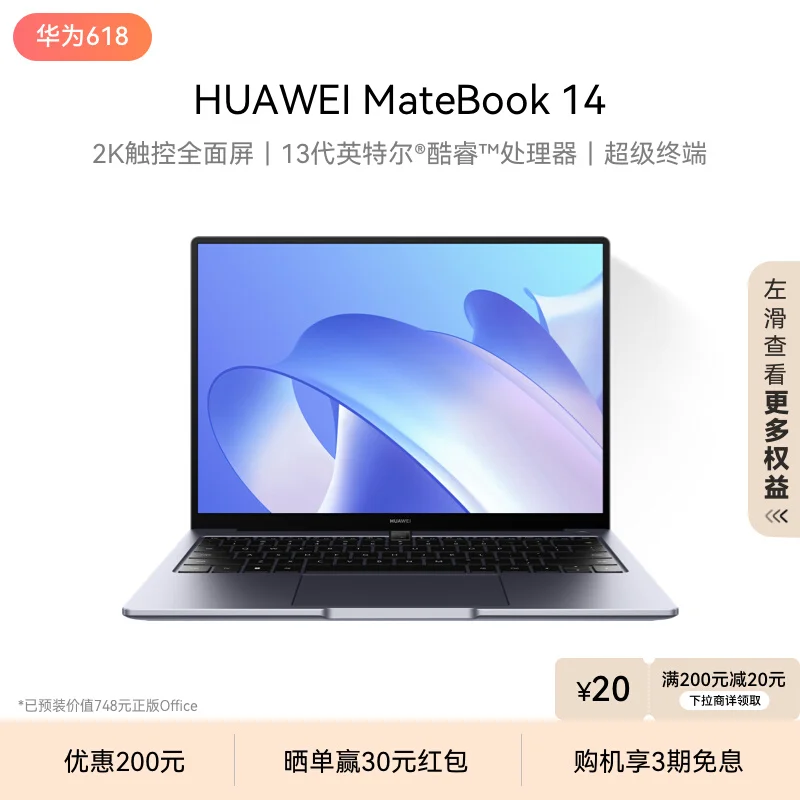 华为618
HUAWEI MateBook 14
2K触控全面屏 | 13代英特尔®酷睿™处理器 | 超级终端
左滑查看更多权益
HUAWEI
¥20
满200元减20元
下拉商详领取
*已预装价值748元正版Office
优惠200元
晒单赢30元红包
购机享3期免息